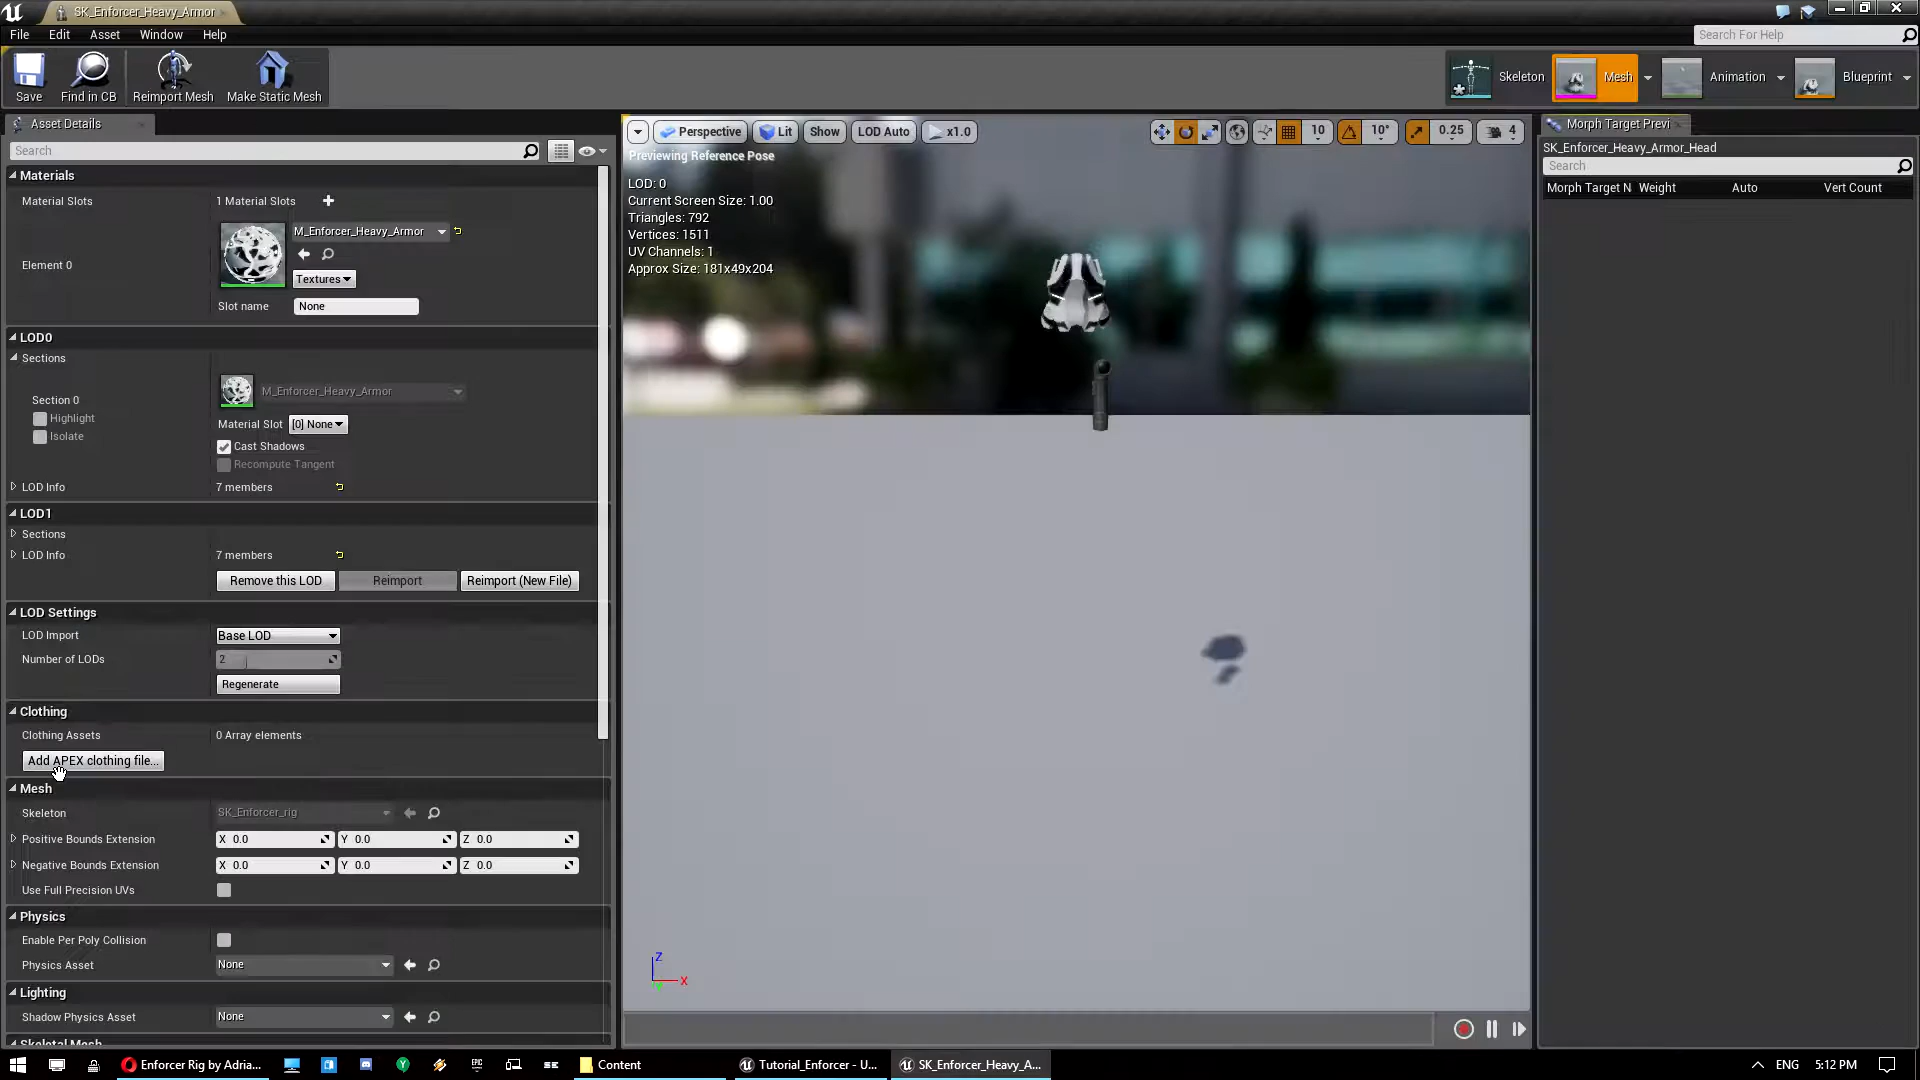 SK_Enforcer_Heavy_Armor
File Edit Asset Window Help
Search For Help
Save Find in CB Reimport Mesh Make Static Mesh
Skeleton Mesh Animation Blueprint
Asset Details
Search
Materials
Material Slots 1 Material Slots
Element 0
M_Enforcer_Heavy_Armor
Textures
Slot name None
LOD0
Sections
Section 0
Highlight
Isolate
M_Enforcer_Heavy_Armor
Material Slot [0] None
Cast Shadows
Recompute Tangent
LOD Info 7 members
LOD1
Sections
LOD Info 7 members
Remove this LOD Reimport Reimport (New File)
LOD Settings
LOD Import Base LOD
Number of LODs 2
Regenerate
Clothing
Clothing Assets 0 Array elements
Add APEX clothing file...
Mesh
Skeleton SK_Enforcer_rig
Positive Bounds Extension X 0.0 Y 0.0 Z 0.0
Negative Bounds Extension X 0.0 Y 0.0 Z 0.0
Use Full Precision UVs
Physics
Enable Per Poly Collision
Physics Asset None
Lighting
Shadow Physics Asset None
Skeletal Mesh
Perspective Lit Show LOD Auto x1.0 10 10° 0.25 4
Previewing Reference Pose
LOD: 0
Current Screen Size: 1.00
Triangles: 792
Vertices: 1511
UV Channels: 1
Approx Size: 181x49x204
Z
X
Y
Morph Target Previ
SK_Enforcer_Heavy_Armor_Head
Search
Morph Target N Weight Auto Vert Count
Enforcer Rig by Adria... EPIC Content Tutorial_Enforcer - U... SK_Enforcer_Heavy_A... ENG 5:12 PM